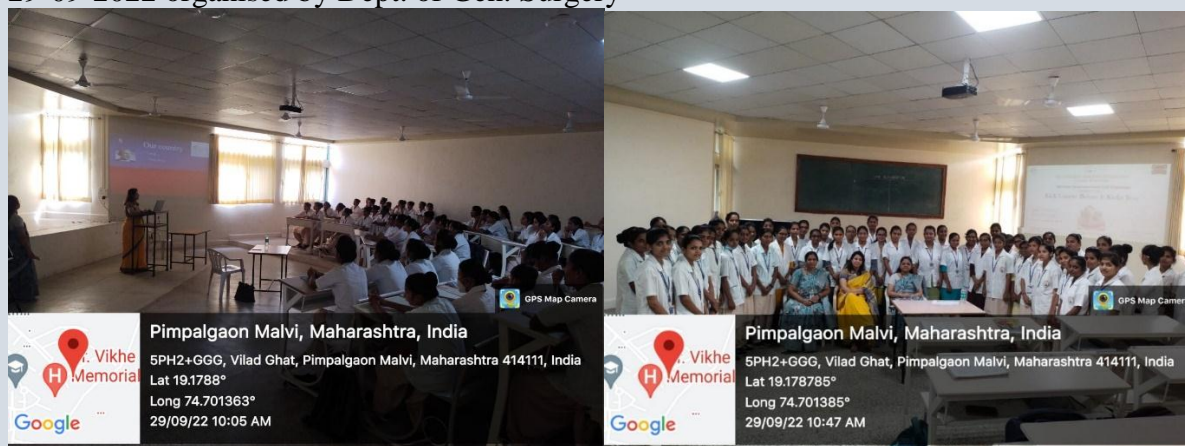 29-09-2022 organised by Dept. of Gen. Surgery
Our country
GPS Map Camera
Pimpalgaon Malvi, Maharashtra, India
5PH2+GGG, Vilad Ghat, Pimpalgaon Malvi, Maharashtra 414111, India
Lat 19.1788°
Long 74.701363°
29/09/22 10:05 AM
Vikhe
H Memorial
Google
GPS Map Camera
Pimpalgaon Malvi, Maharashtra, India
5PH2+GGG, Vilad Ghat, Pimpalgaon Malvi, Maharashtra 414111, India
Lat 19.178785°
Long 74.701385°
29/09/22 10:47 AM
Vikhe
H Memorial
Google